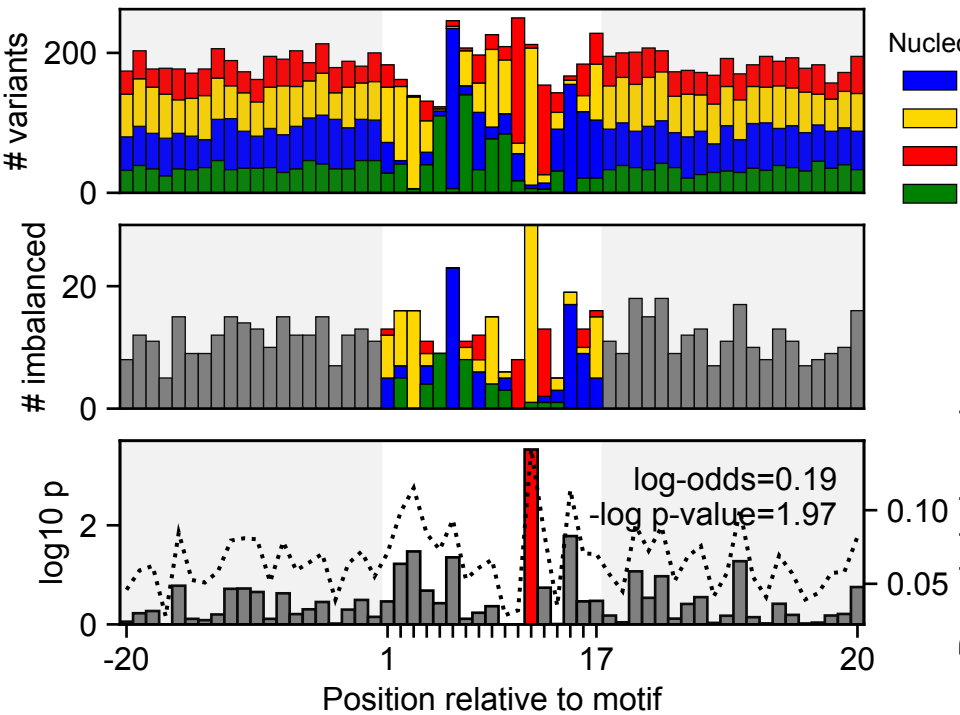 # variants
200
0
Nucleo
# imbalanced
20
0
log10 p
2
0
log-odds=0.19
-log p-value=1.97
0.10
0.05
-20
1
17
20
Position relative to motif